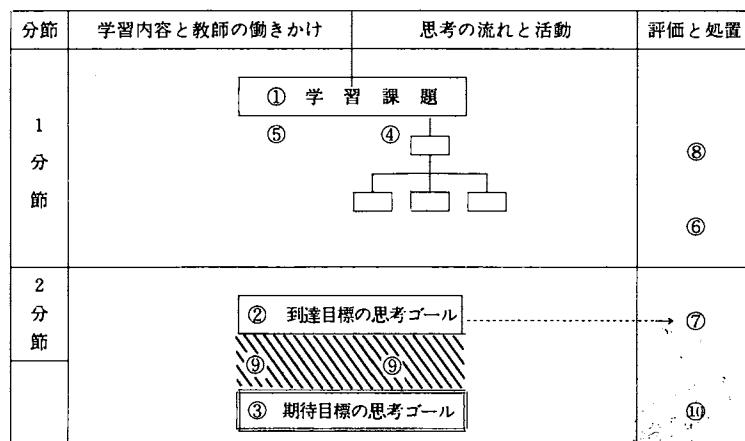 分節 学習内容と教師の働きかけ 思考の流れと活動 評価と処置
1分節
① 学習課題
⑤ ④
⑧
⑥
2分節
② 到達目標の思考ゴール ⑦
⑨ ⑨
③ 期待目標の思考ゴール ⑩